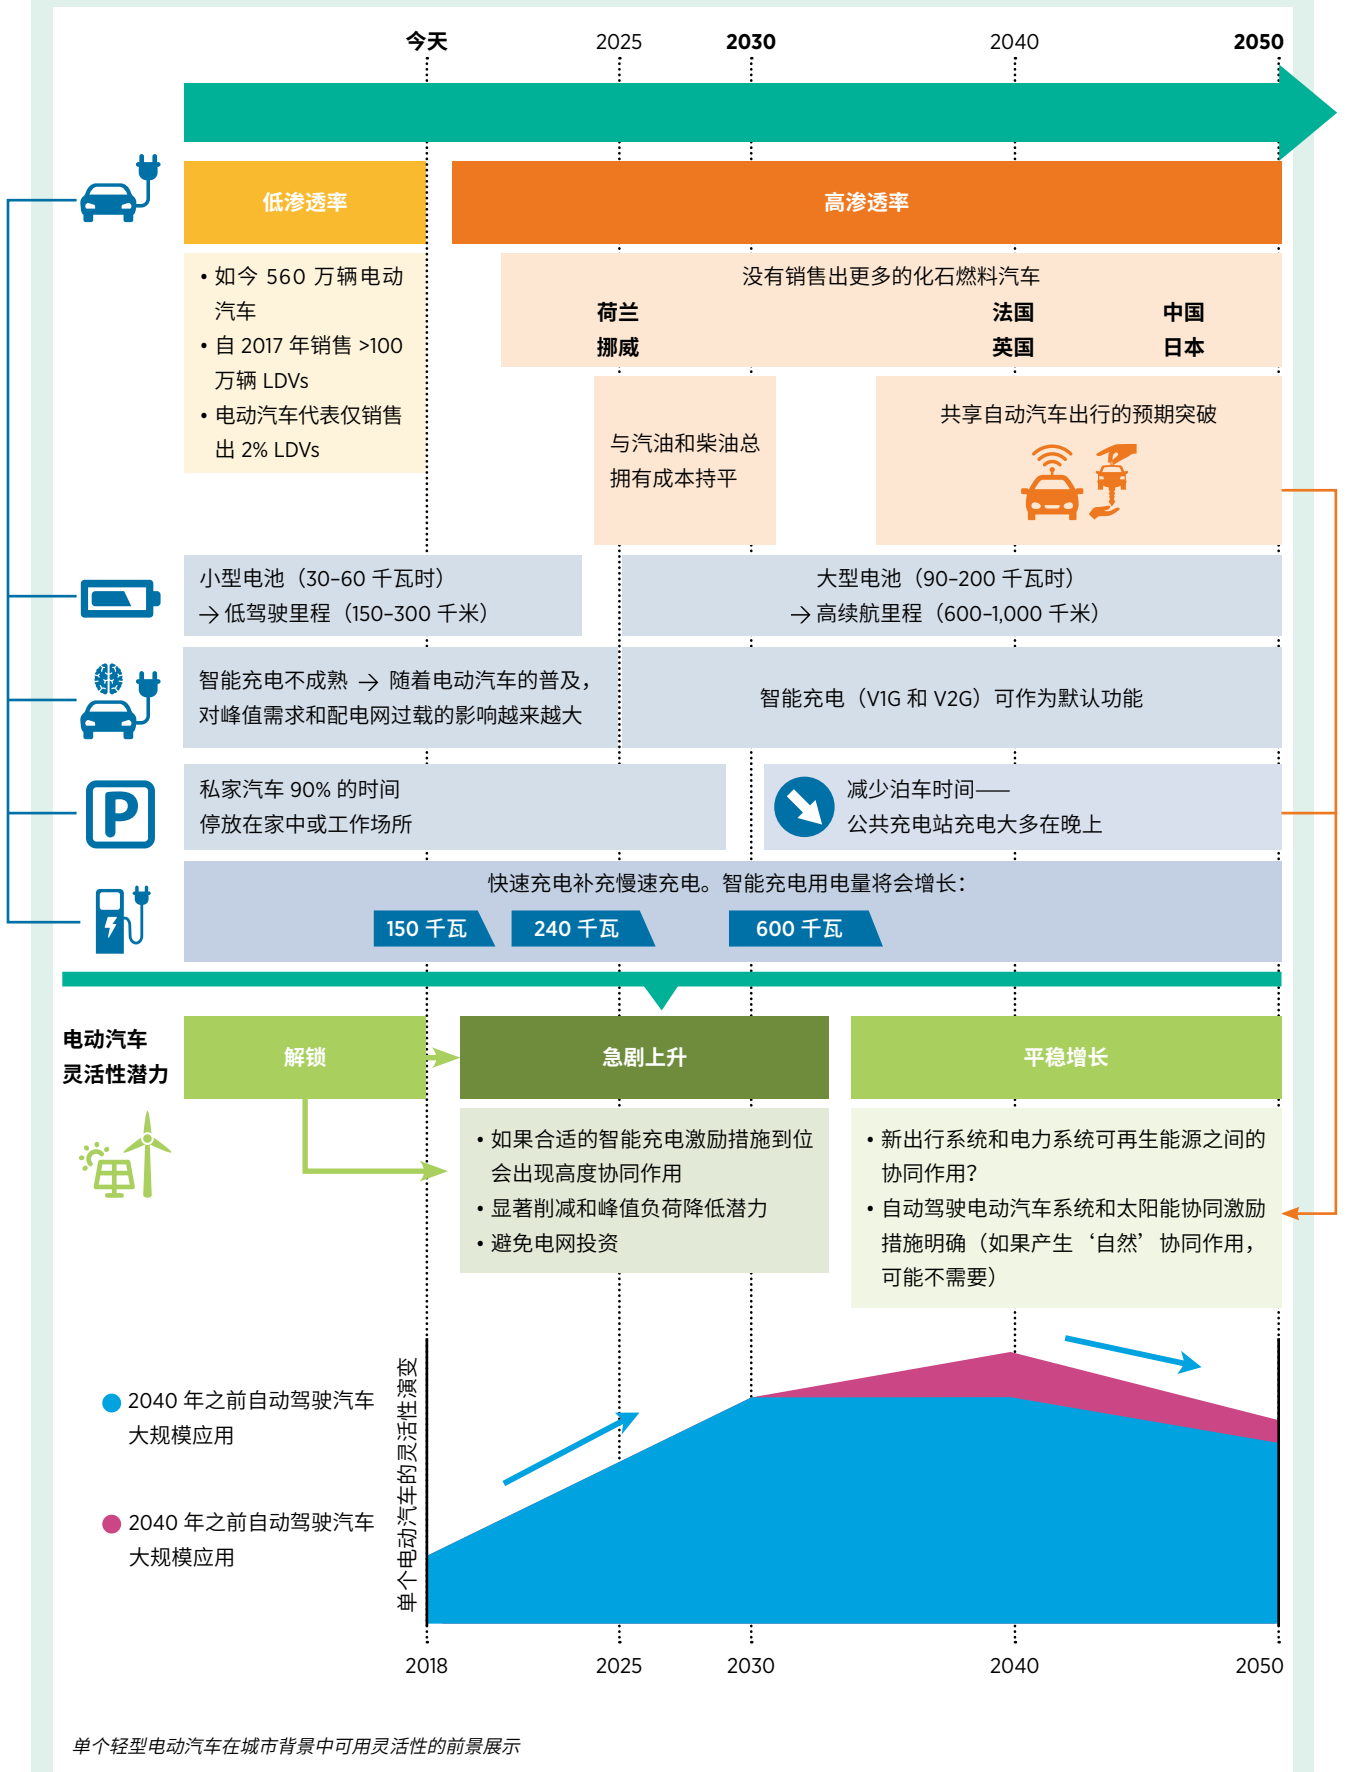 今天 2025 2030 2040 2050
低渗透率
高渗透率
• 如今 560 万辆电动
汽车
• 自 2017 年销售 >100
万辆 LDVs
• 电动汽车代表仅销售
出 2% LDVs
没有销售出更多的化石燃料汽车
荷兰 法国 中国
挪威 英国 日本
与汽油和柴油总
拥有成本持平
共享自动汽车出行的预期突破
小型电池（30–60 千瓦时）
→ 低驾驶里程（150–300 千米）
大型电池（90–200 千瓦时）
→ 高续航里程（600–1,000 千米）
智能充电不成熟 → 随着电动汽车的普及，
对峰值需求和配电网过载的影响越来越大
智能充电（V1G 和 V2G）可作为默认功能
P
私家汽车 90% 的时间
停放在家中或工作场所
减少泊车时间——
公共充电站充电大多在晚上
快速充电补充慢速充电。智能充电用电量将会增长：
150 千瓦 240 千瓦 600 千瓦
电动汽车
灵活性潜力
解锁
急剧上升
平稳增长
• 如果合适的智能充电激励措施到位
会出现高度协同作用
• 显著削减和峰值负荷降低潜力
• 避免电网投资
• 新出行系统和电力系统可再生能源之间的
协同作用？
• 自动驾驶电动汽车系统和太阳能协同激励
措施明确（如果产生‘自然’协同作用，
可能不需要）
2040 年之前自动驾驶汽车
大规模应用
2040 年之前自动驾驶汽车
大规模应用
单个电动汽车的灵活性演变
2018 2025 2030 2040 2050
单个轻型电动汽车在城市背景中可用灵活性的前景展示